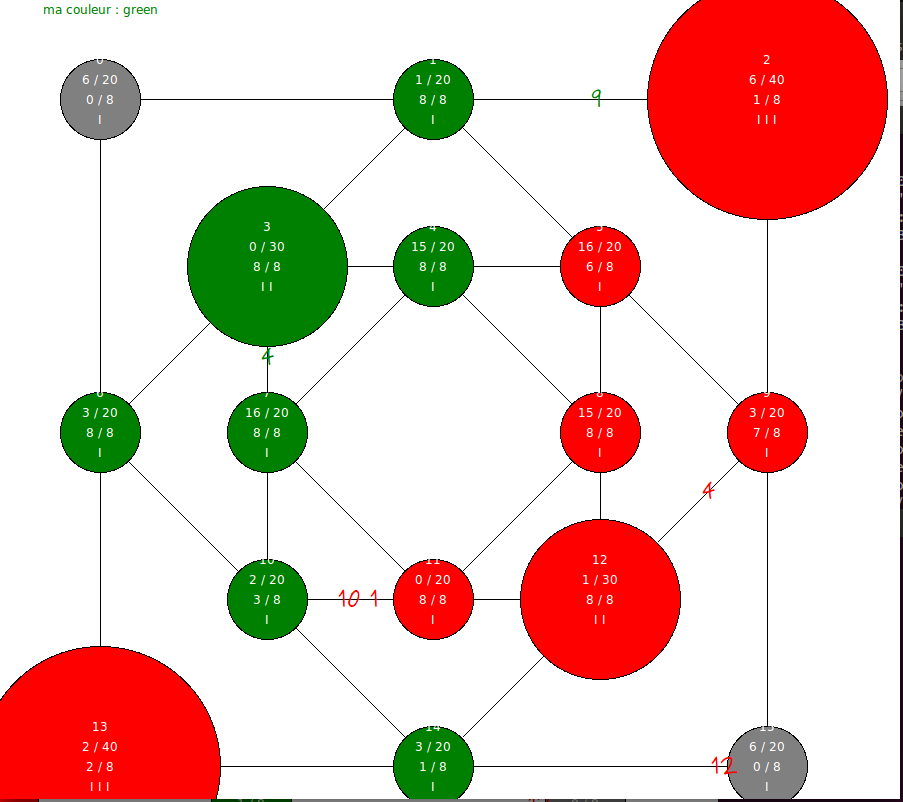 ma couleur : green
0
6 / 20
0 / 8
I
1
1 / 20
8 / 8
I
9
2
6 / 40
1 / 8
I I I
3
0 / 30
8 / 8
I I
4
15 / 20
8 / 8
I
5
16 / 20
6 / 8
I
4
6
3 / 20
8 / 8
I
7
16 / 20
8 / 8
I
8
15 / 20
8 / 8
I
9
3 / 20
7 / 8
I
4
10
2 / 20
3 / 8
I
10 1
11
0 / 20
8 / 8
I
12
1 / 30
8 / 8
I I
13
2 / 40
2 / 8
I I I
14
3 / 20
1 / 8
I
12
15
6 / 20
0 / 8
I